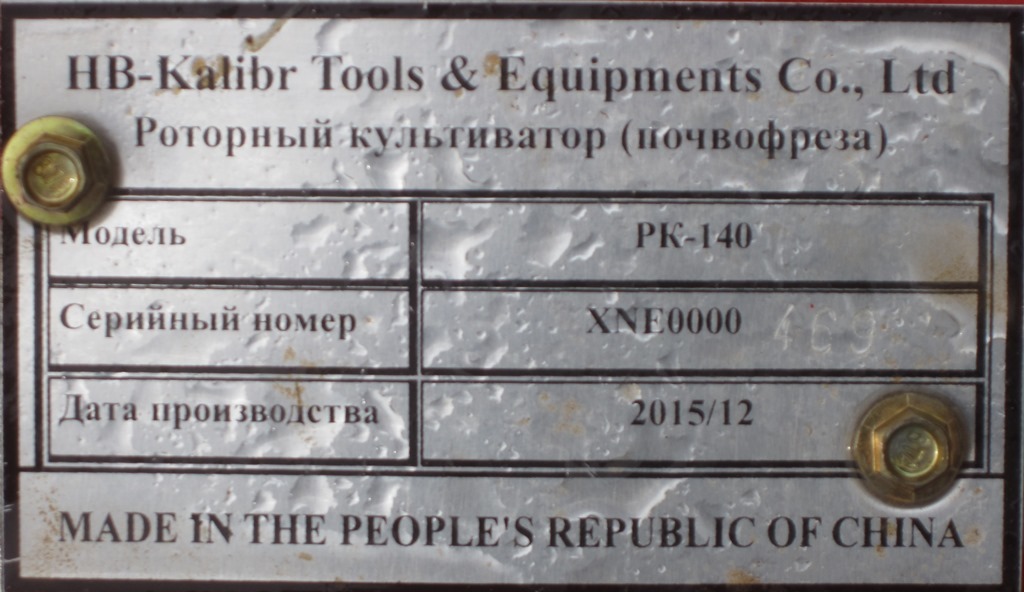 HB-Kalibr Tools & Equipments Co., Ltd
Роторный культиватор (почвофреза)
Модель РК-140
Серийный номер XNE0000 469
Дата производства 2015/12
MADE IN THE PEOPLE'S REPUBLIC OF CHINA